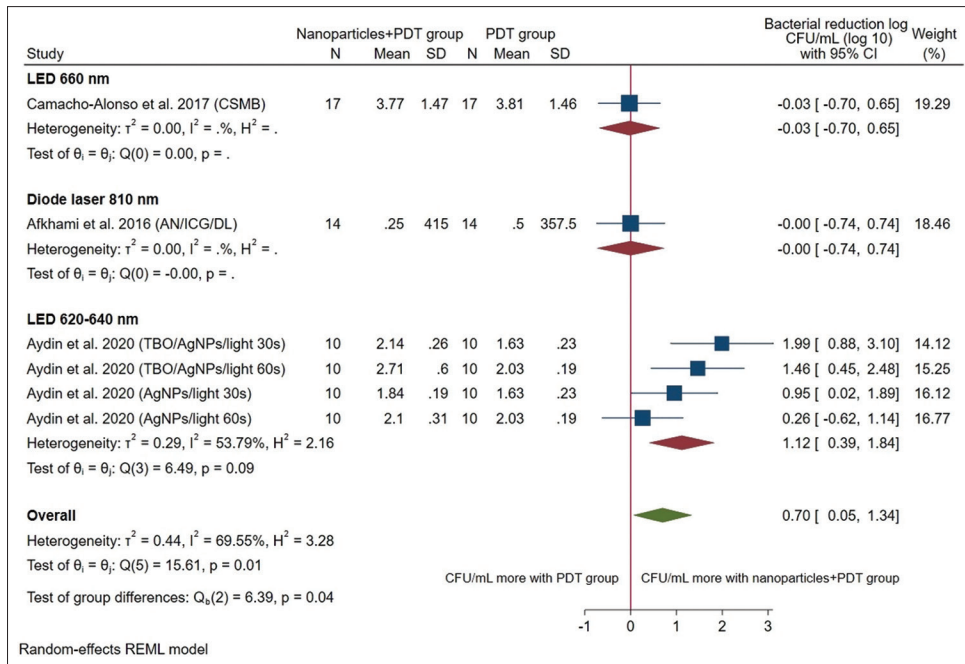 Nanoparticles+PDT group PDT group Bacterial reduction log CFU/mL (log 10) with 95% CI Weight (%)
Study N Mean SD N Mean SD
LED 660 nm
Camacho-Alonso et al. 2017 (CSMB) 17 3.77 1.47 17 3.81 1.46 -0.03 [ -0.70, 0.65] 19.29
Heterogeneity: τ² = 0.00, I² = .%, H² = . -0.03 [ -0.70, 0.65]
Test of θᵢ = θⱼ: Q(0) = 0.00, p = .
Diode laser 810 nm
Afkhami et al. 2016 (AN/ICG/DL) 14 .25 415 14 .5 357.5 -0.00 [ -0.74, 0.74] 18.46
Heterogeneity: τ² = 0.00, I² = .%, H² = . -0.00 [ -0.74, 0.74]
Test of θᵢ = θⱼ: Q(0) = -0.00, p = .
LED 620-640 nm
Aydin et al. 2020 (TBO/AgNPs/light 30s) 10 2.14 .26 10 1.63 .23 1.99 [ 0.88, 3.10] 14.12
Aydin et al. 2020 (TBO/AgNPs/light 60s) 10 2.71 .6 10 2.03 .19 1.46 [ 0.45, 2.48] 15.25
Aydin et al. 2020 (AgNPs/light 30s) 10 1.84 .19 10 1.63 .23 0.95 [ 0.02, 1.89] 16.12
Aydin et al. 2020 (AgNPs/light 60s) 10 2.1 .31 10 2.03 .19 0.26 [ -0.62, 1.14] 16.77
Heterogeneity: τ² = 0.29, I² = 53.79%, H² = 2.16 1.12 [ 0.39, 1.84]
Test of θᵢ = θⱼ: Q(3) = 6.49, p = 0.09
Overall 0.70 [ 0.05, 1.34]
Heterogeneity: τ² = 0.44, I² = 69.55%, H² = 3.28
Test of θᵢ = θⱼ: Q(5) = 15.61, p = 0.01
CFU/mL more with PDT group CFU/mL more with nanoparticles+PDT group
Test of group differences: Q_b(2) = 6.39, p = 0.04
-1 0 1 2 3
Random-effects REML model